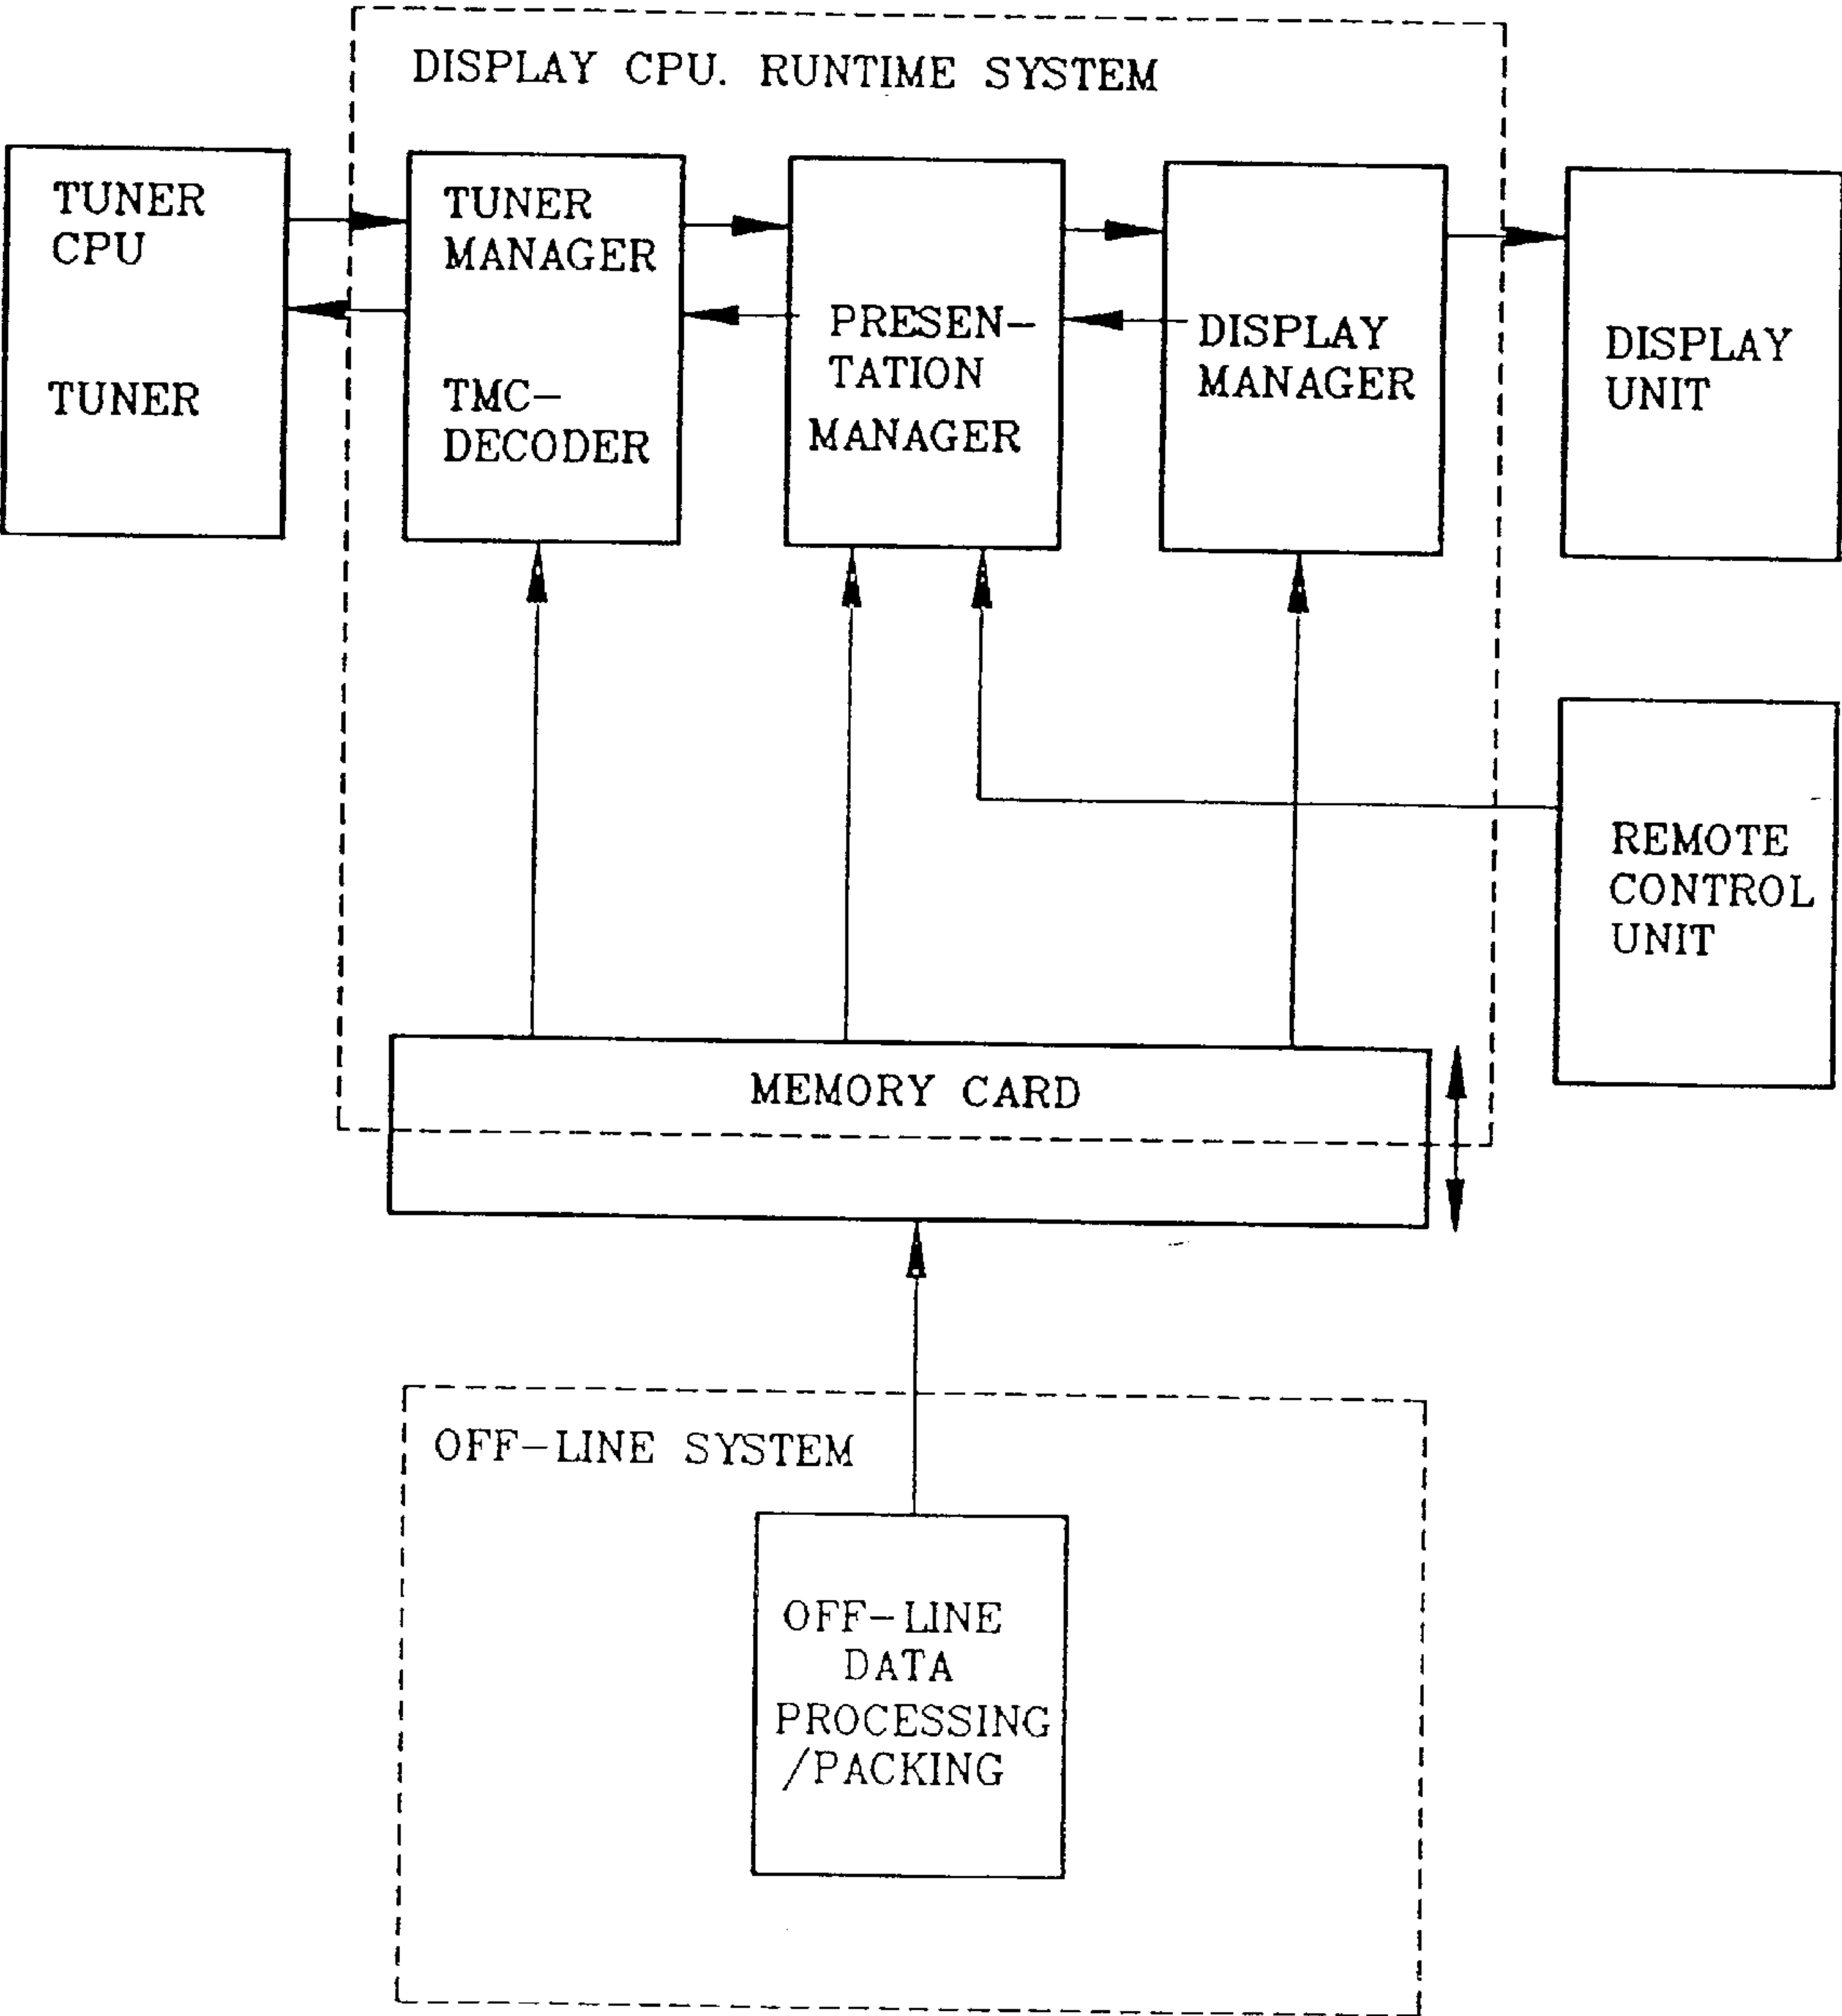 DISPLAY CPU. RUNTIME SYSTEM
TUNER
CPU
TUNER
TUNER
MANAGER
TMC-
DECODER
PRESEN-
TATION
MANAGER
DISPLAY
MANAGER
DISPLAY
UNIT
REMOTE
CONTROL
UNIT
MEMORY CARD
OFF-LINE SYSTEM
OFF-LINE
DATA
PROCESSING
/PACKING